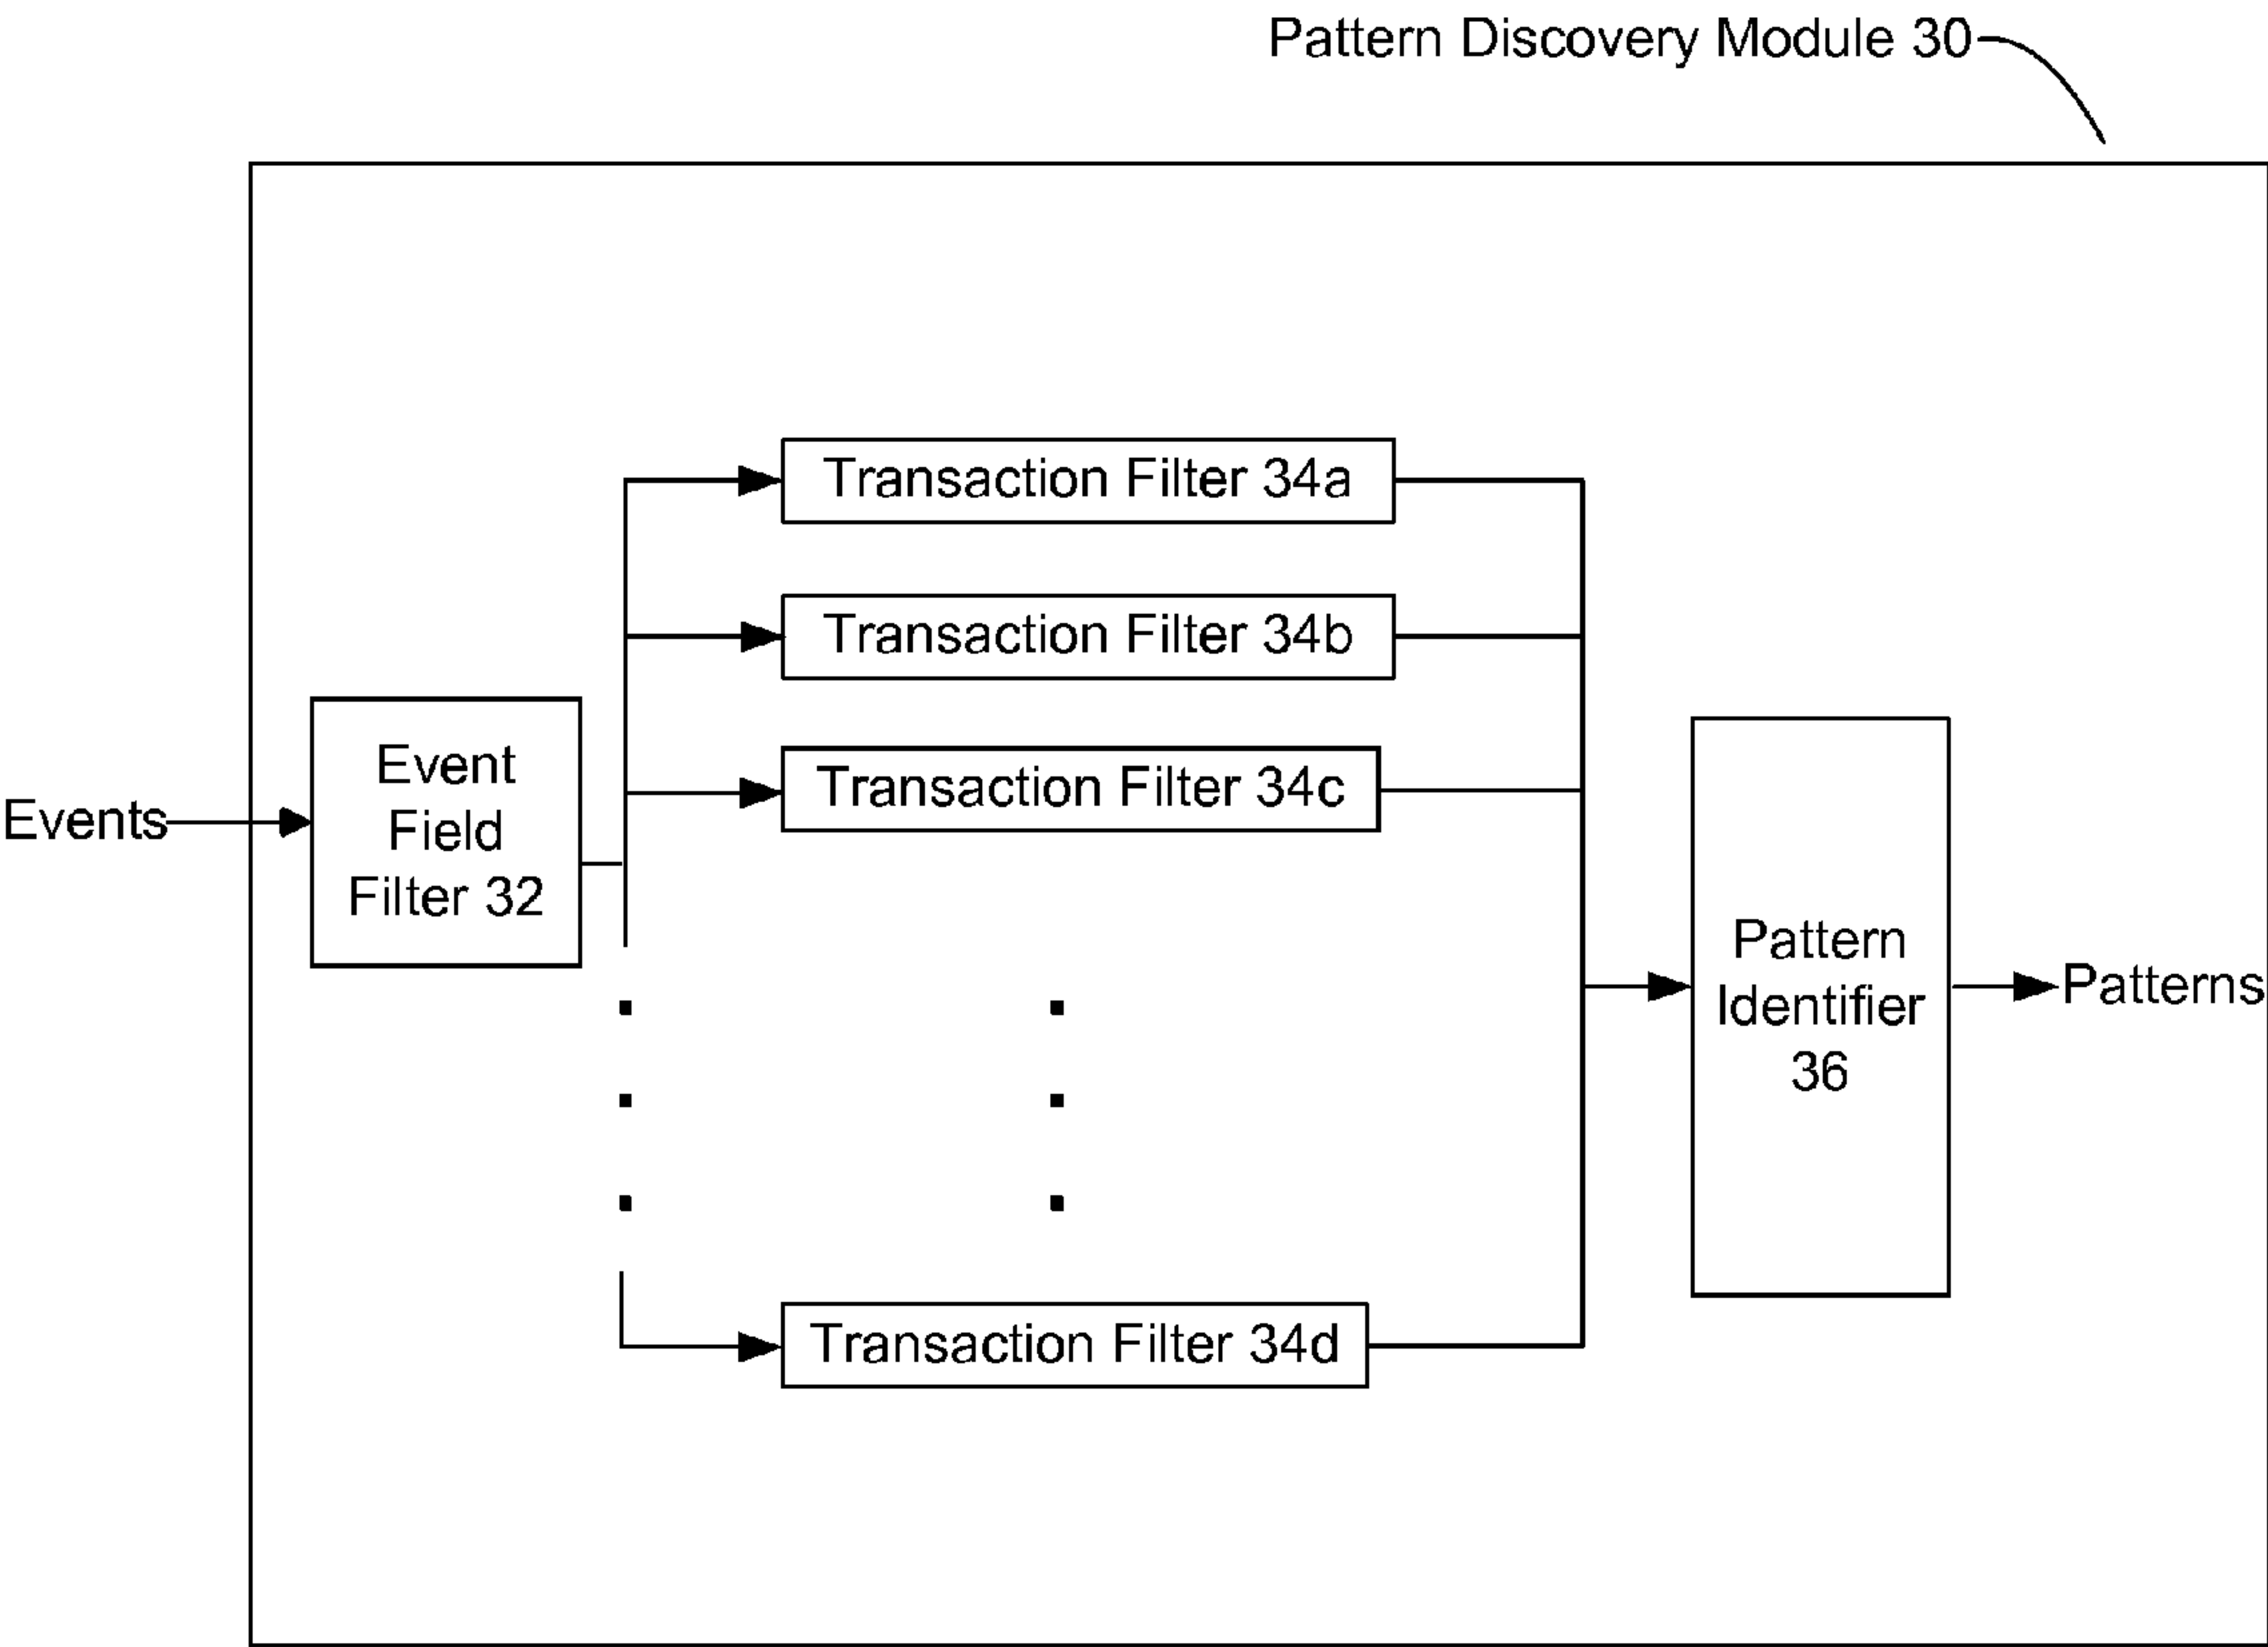 Pattern Discovery Module 30
Transaction Filter 34a
Transaction Filter 34b
Transaction Filter 34c
Events
Event
Field
Filter 32
Pattern
Identifier
36
Patterns
Transaction Filter 34d